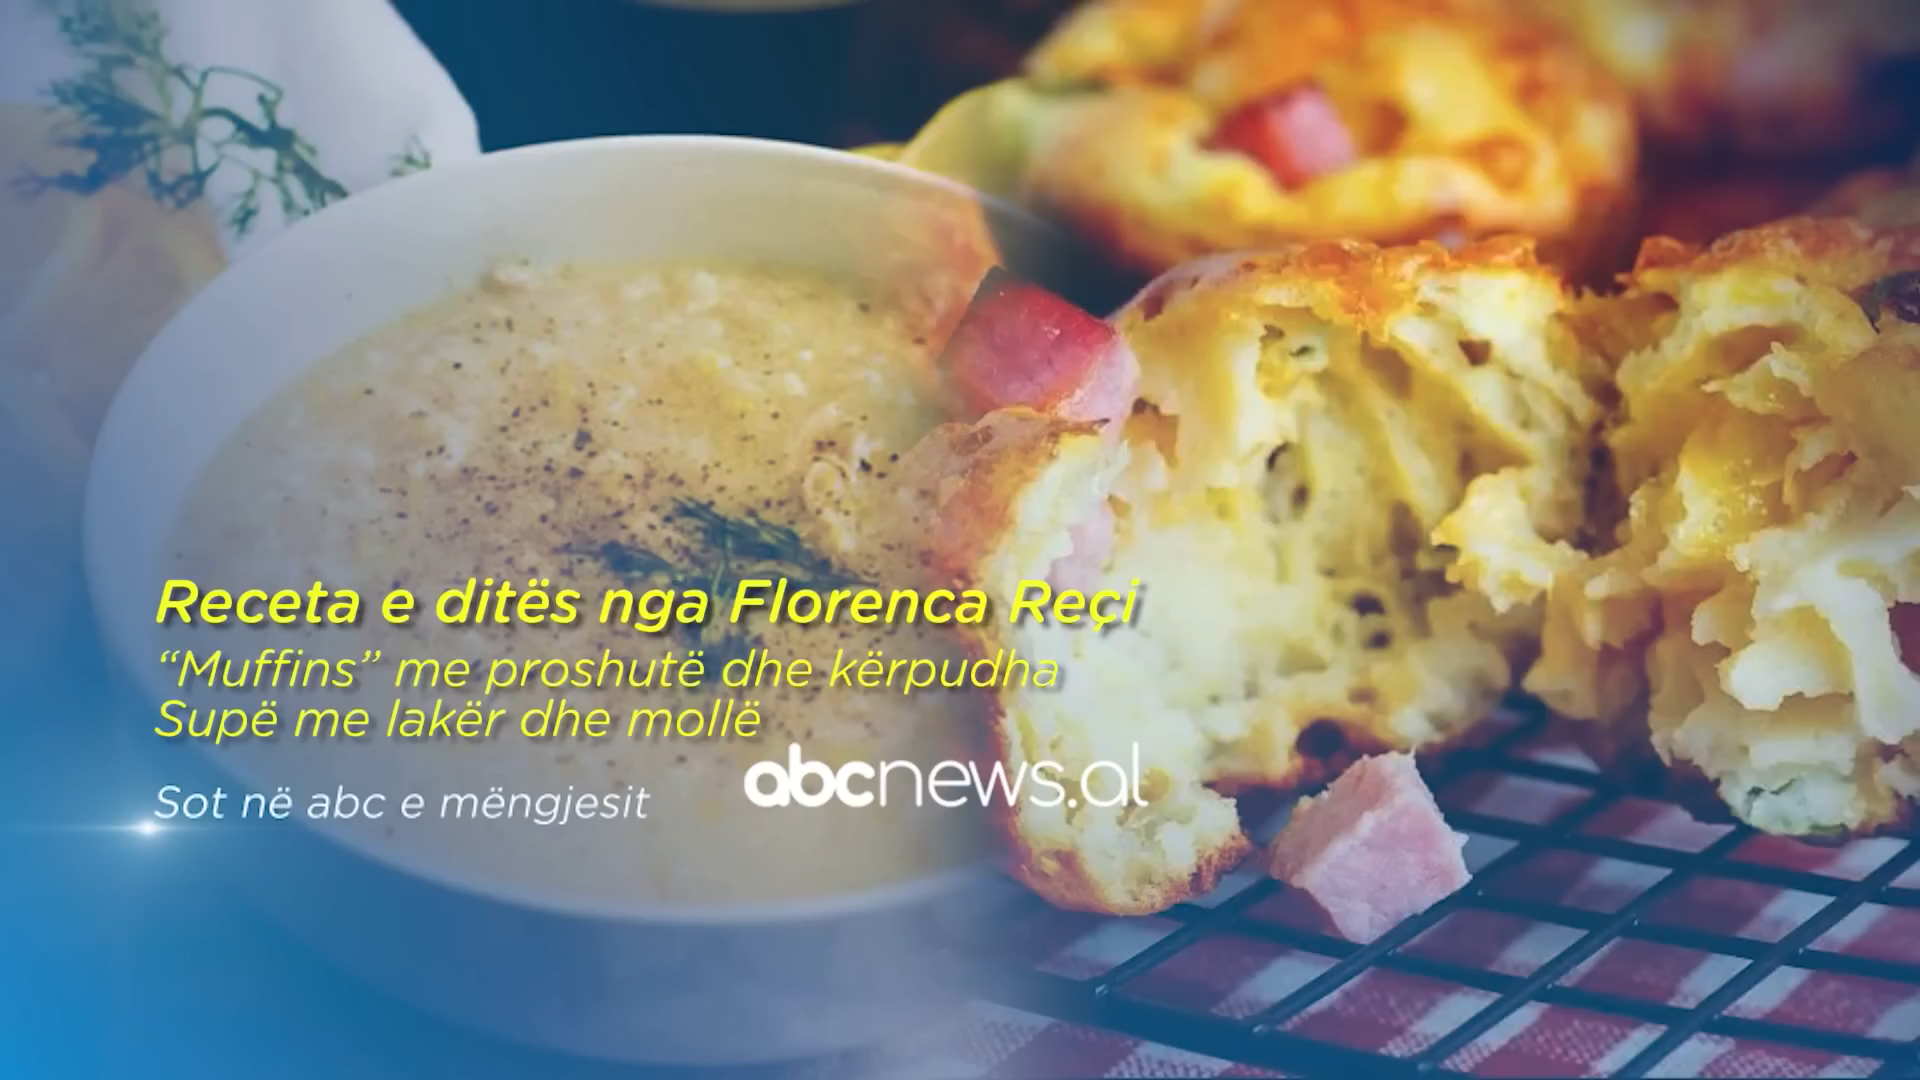 Receta e ditës nga Florenca Reçi
“Muffins” me proshutë dhe kërpudha
Supë me lakër dhe mollë
Sot në abc e mëngjesit
abcnews.al